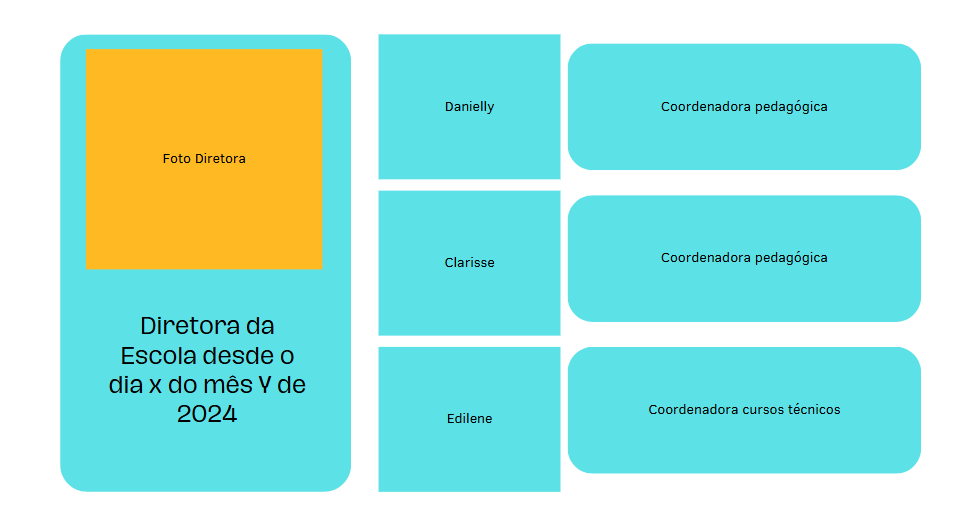 Foto Diretora
Diretora da
Escola desde o
dia x do mês Y de
2024
Danielly
Coordenadora pedagógica
Clarisse
Coordenadora pedagógica
Edilene
Coordenadora cursos técnicos